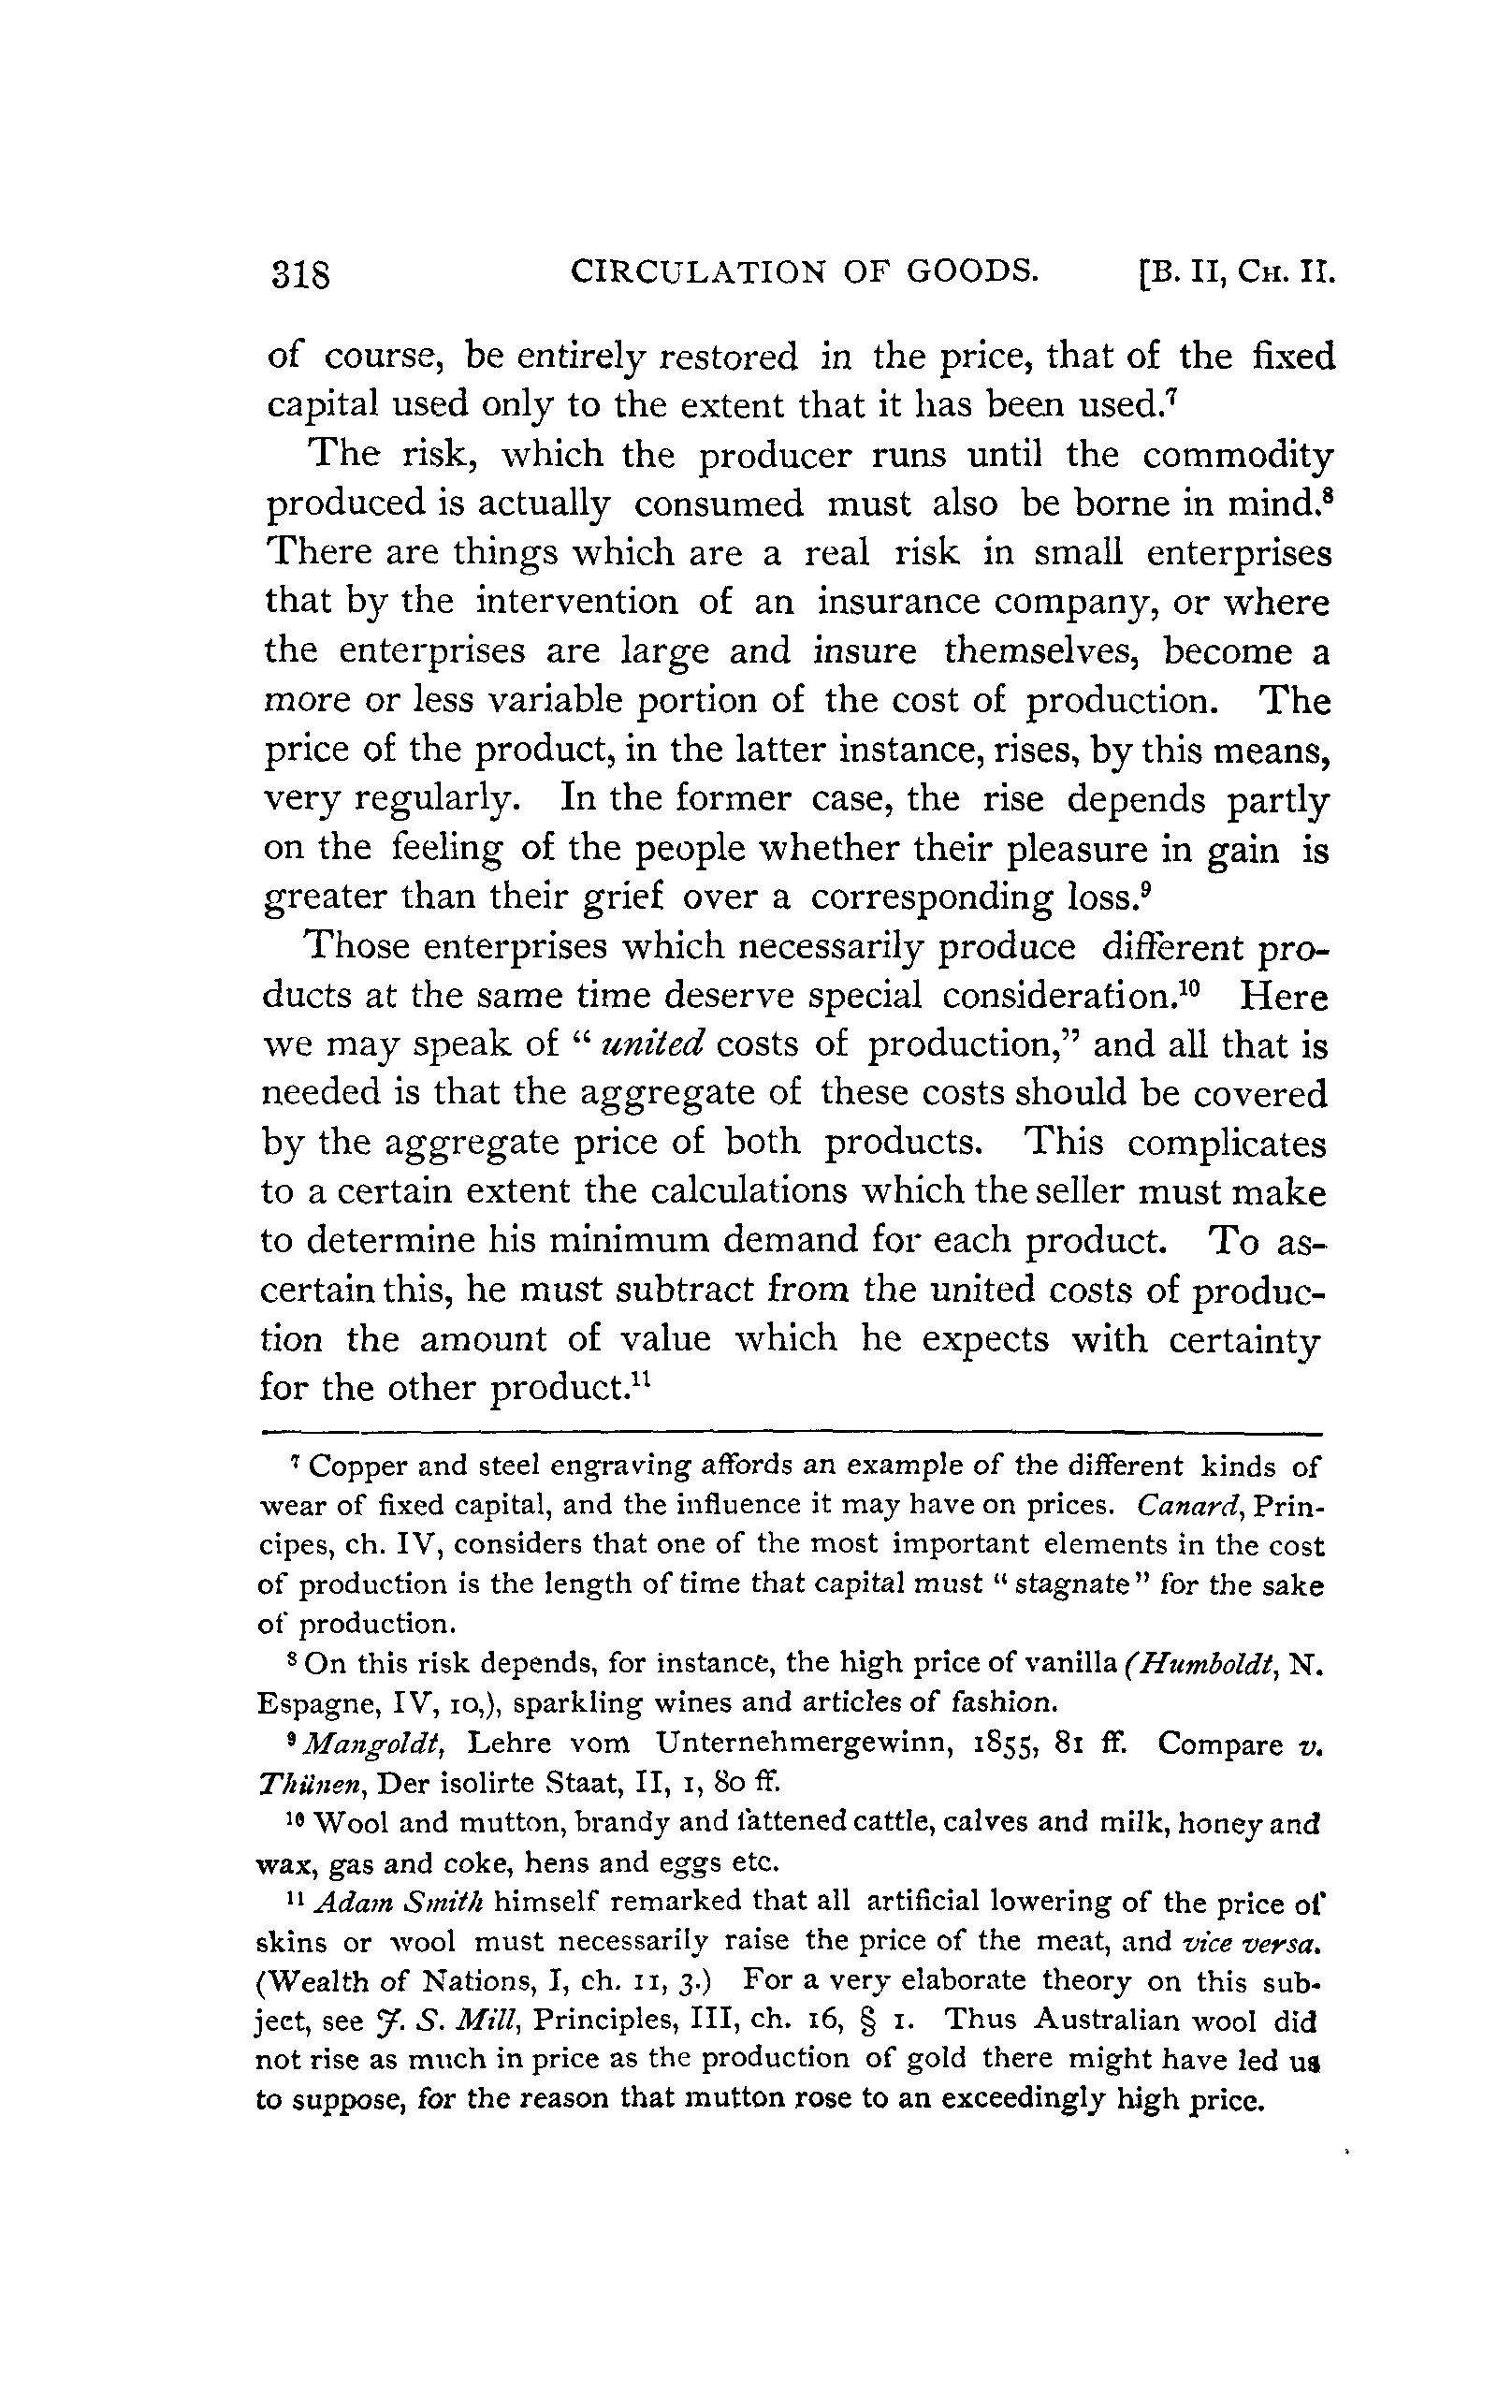 318 CIRCULATION OF GOODS. [B. II, CH. II.
of course, be entirely restored in the price, that of the fixed
capital used only to the extent that it has been used.⁷
The risk, which the producer runs until the commodity
produced is actually consumed must also be borne in mind.⁸
There are things which are a real risk in small enterprises
that by the intervention of an insurance company, or where
the enterprises are large and insure themselves, become a
more or less variable portion of the cost of production. The
price of the product, in the latter instance, rises, by this means,
very regularly. In the former case, the rise depends partly
on the feeling of the people whether their pleasure in gain is
greater than their grief over a corresponding loss.⁹
Those enterprises which necessarily produce different pro-
ducts at the same time deserve special consideration.¹⁰ Here
we may speak of “ united costs of production,” and all that is
needed is that the aggregate of these costs should be covered
by the aggregate price of both products. This complicates
to a certain extent the calculations which the seller must make
to determine his minimum demand for each product. To as-
certain this, he must subtract from the united costs of produc-
tion the amount of value which he expects with certainty
for the other product.¹¹
⁷ Copper and steel engraving affords an example of the different kinds of
wear of fixed capital, and the influence it may have on prices. Canard, Prin-
cipes, ch. IV, considers that one of the most important elements in the cost
of production is the length of time that capital must “ stagnate” for the sake
of production.
⁸ On this risk depends, for instance, the high price of vanilla (Humboldt, N.
Espagne, IV, 10,), sparkling wines and articles of fashion.
⁹ Mangoldt, Lehre vom Unternehmergewinn, 1855, 81 ff. Compare v.
Thünen, Der isolirte Staat, II, 1, 80 ff.
¹⁰ Wool and mutton, brandy and fattened cattle, calves and milk, honey and
wax, gas and coke, hens and eggs etc.
¹¹ Adam Smith himself remarked that all artificial lowering of the price of
skins or wool must necessarily raise the price of the meat, and vice versa.
(Wealth of Nations, I, ch. 11, 3.) For a very elaborate theory on this sub-
ject, see J. S. Mill, Principles, III, ch. 16, § 1. Thus Australian wool did
not rise as much in price as the production of gold there might have led us
to suppose, for the reason that mutton rose to an exceedingly high price.